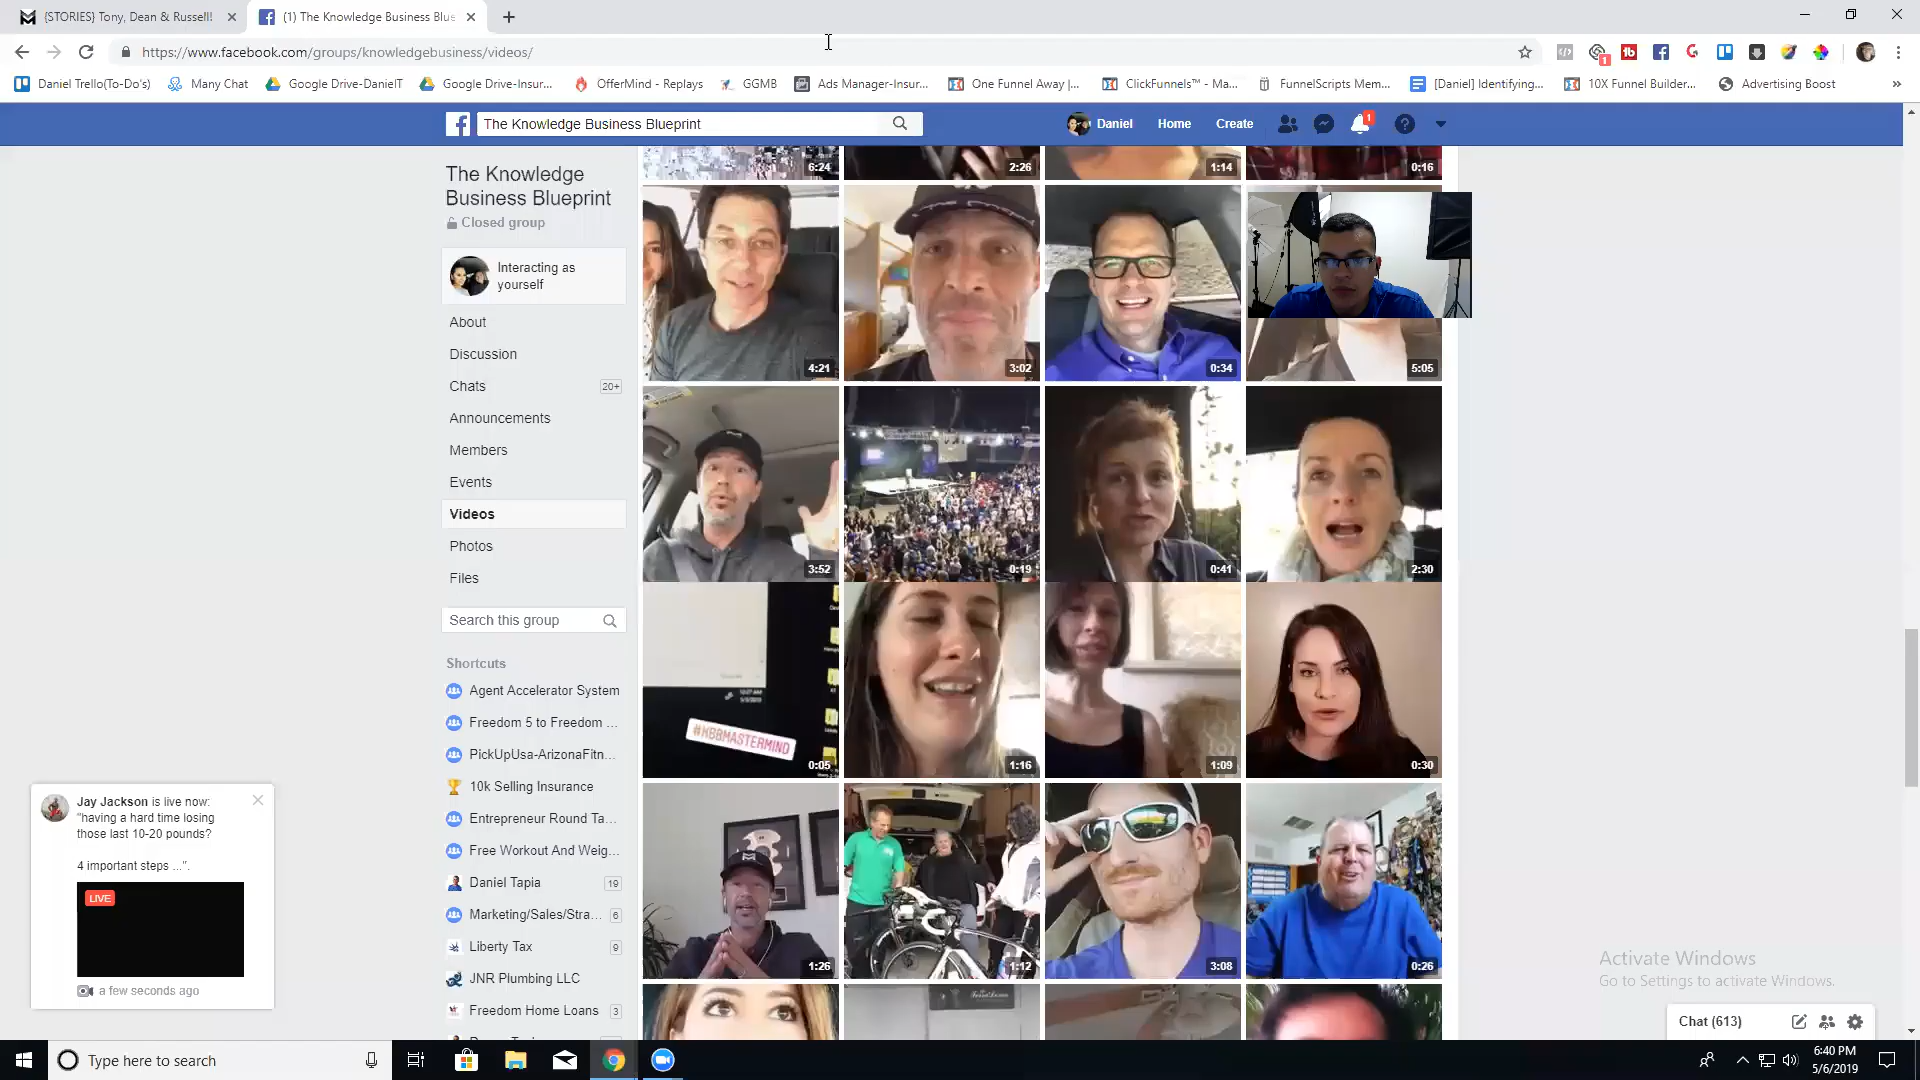 {STORIES} Tony, Dean & Russell!
(1) The Knowledge Business Blue
https://www.facebook.com/groups/knowledgebusiness/videos/
Daniel Trello(To-Do's)
Many Chat
Google Drive-DanielT
Google Drive-Insur...
OfferMind - Replays
GGMB
Ads Manager-Insur...
One Funnel Away |...
ClickFunnels™ - Ma...
FunnelScripts Mem...
[Daniel] Identifying...
10X Funnel Builder...
Advertising Boost
The Knowledge Business Blueprint
Daniel
Home
Create
1
The Knowledge
Business Blueprint
Closed group
Interacting as
yourself
About
Discussion
Chats
20+
Announcements
Members
Events
Videos
Photos
Files
Search this group
Shortcuts
Agent Accelerator System
Freedom 5 to Freedom ...
PickUpUsa-ArizonaFitn...
10k Selling Insurance
Entrepreneur Round Ta...
Free Workout And Weig...
Daniel Tapia
19
Marketing/Sales/Stra...
6
Liberty Tax
9
JNR Plumbing LLC
Freedom Home Loans
3
6:24
2:26
1:14
0:16
4:21
3:02
0:34
5:05
3:52
0:19
0:41
2:30
#KBBMASTERMIND
0:05
1:16
1:09
0:30
1:26
1:12
3:08
0:26
Jay Jackson is live now:
"having a hard time losing
those last 10-20 pounds?
4 important steps ...".
LIVE
a few seconds ago
Activate Windows
Go to Settings to activate Windows.
Chat (613)
Type here to search
6:40 PM
5/6/2019